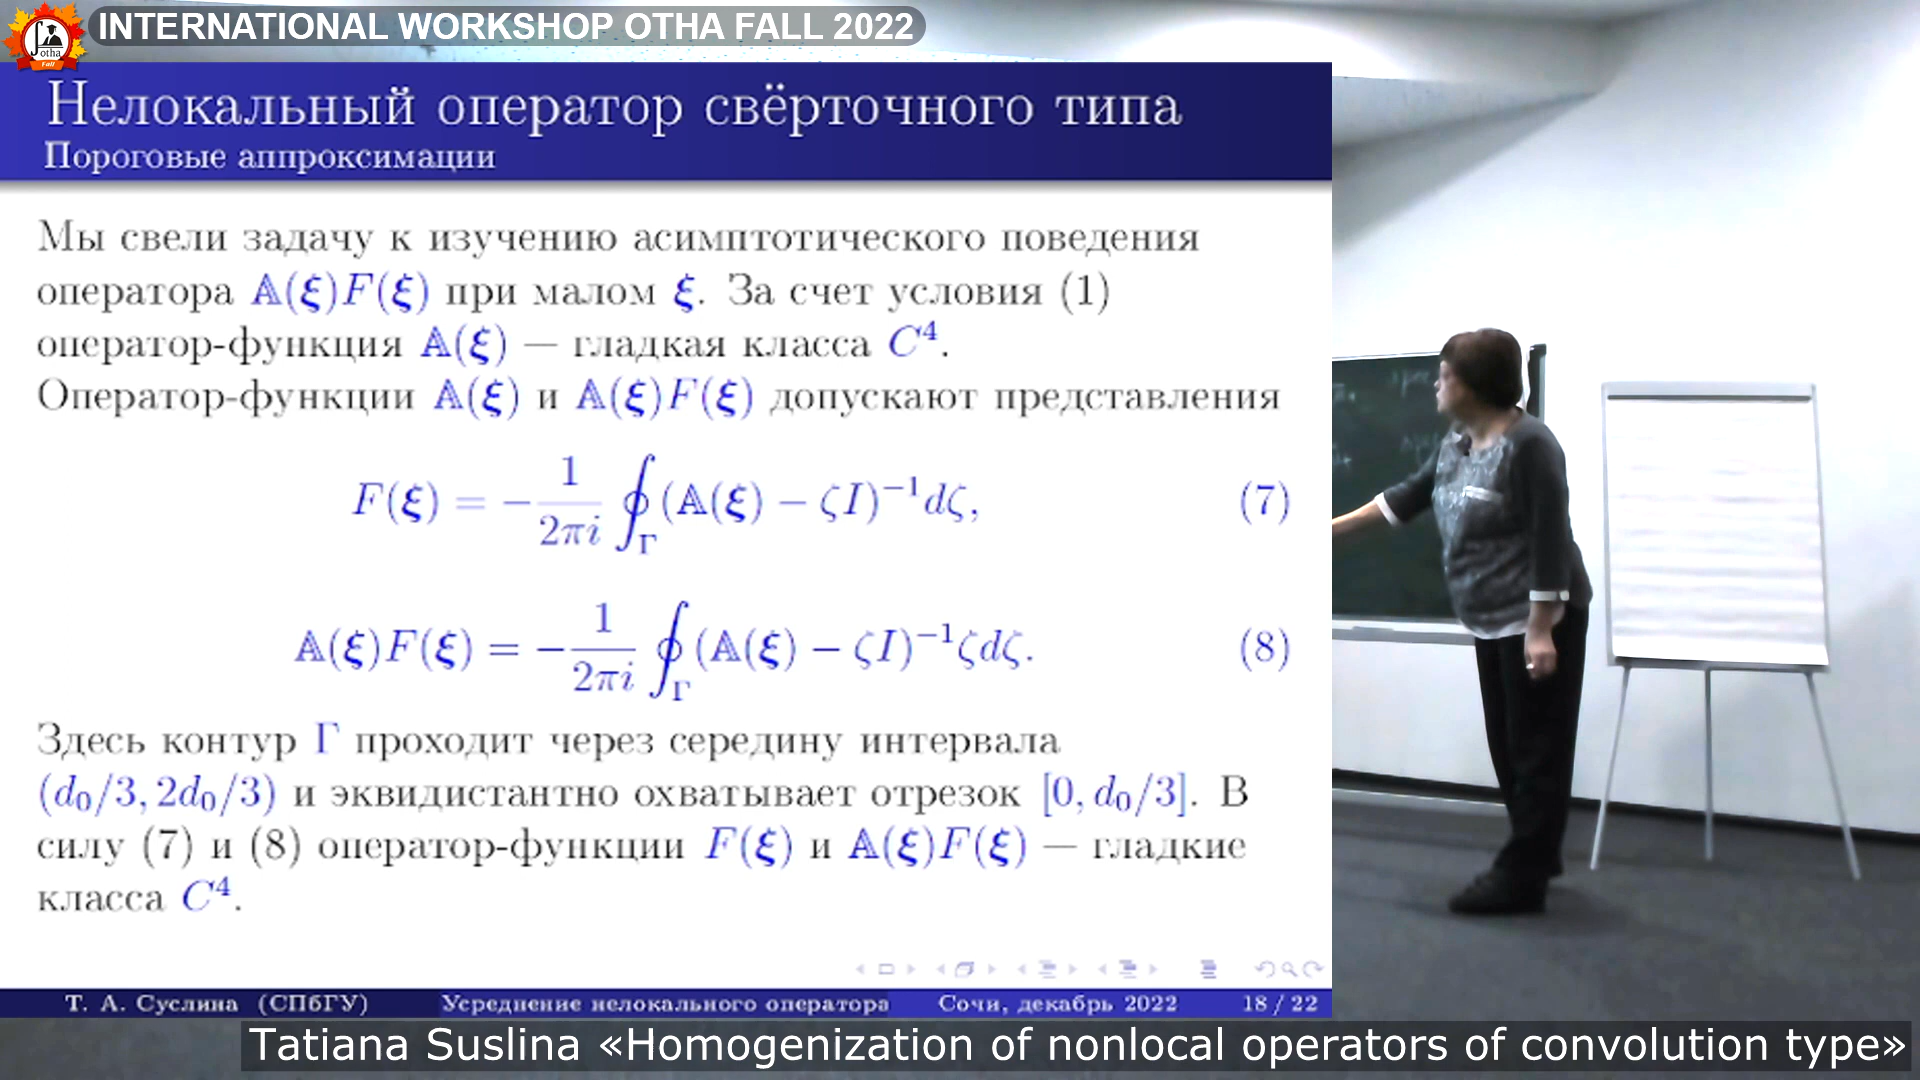 INTERNATIONAL WORKSHOP OTHA FALL 2022
otha
Fall
Нелокальный оператор свёрточного типа
Пороговые аппроксимации
Мы свели задачу к изучению асимптотического поведения
оператора 𝔸(ξ)F(ξ) при малом ξ. За счет условия (1)
оператор-функция 𝔸(ξ) — гладкая класса C⁴.
Оператор-функции 𝔸(ξ) и 𝔸(ξ)F(ξ) допускают представления
F(ξ) = −1/2πi ∮_Γ (𝔸(ξ) − ζI)⁻¹dζ, (7)
𝔸(ξ)F(ξ) = −1/2πi ∮_Γ (𝔸(ξ) − ζI)⁻¹ζdζ. (8)
Здесь контур Γ проходит через середину интервала
(d₀/3, 2d₀/3) и эквидистантно охватывает отрезок [0, d₀/3]. В
силу (7) и (8) оператор-функции F(ξ) и 𝔸(ξ)F(ξ) — гладкие
класса C⁴.
Т. А. Суслина (СПбГУ) Усреднение нелокального оператора Сочи, декабрь 2022 18 / 22
Tatiana Suslina «Homogenization of nonlocal operators of convolution type»